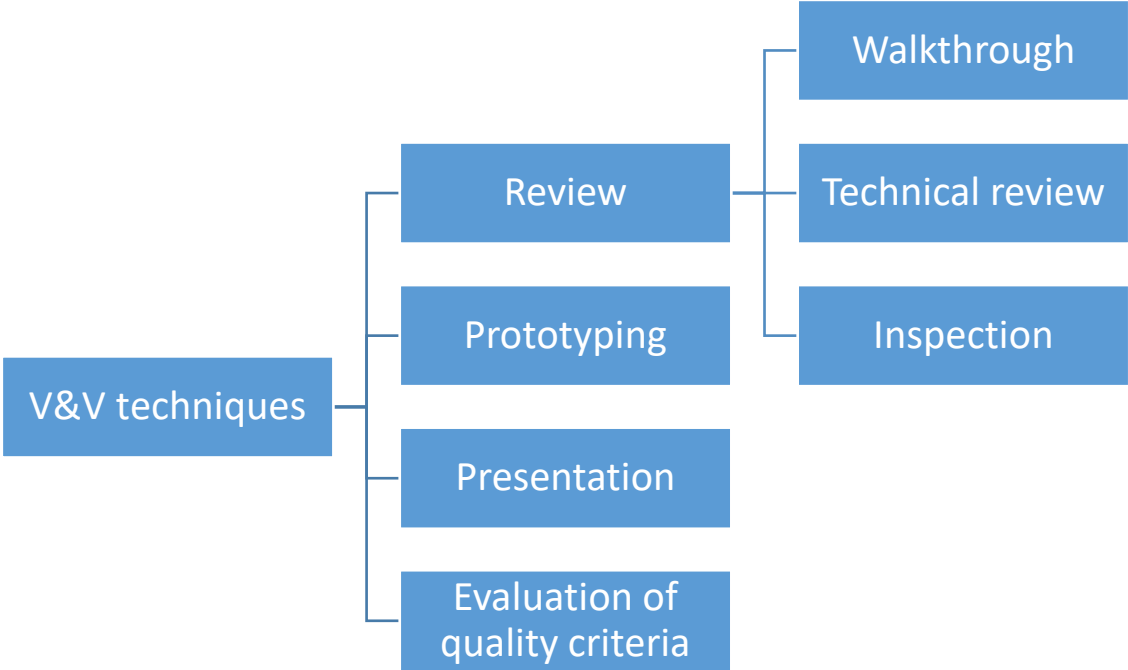 V&V techniques
Review
Walkthrough
Technical review
Inspection
Prototyping
Presentation
Evaluation of
quality criteria